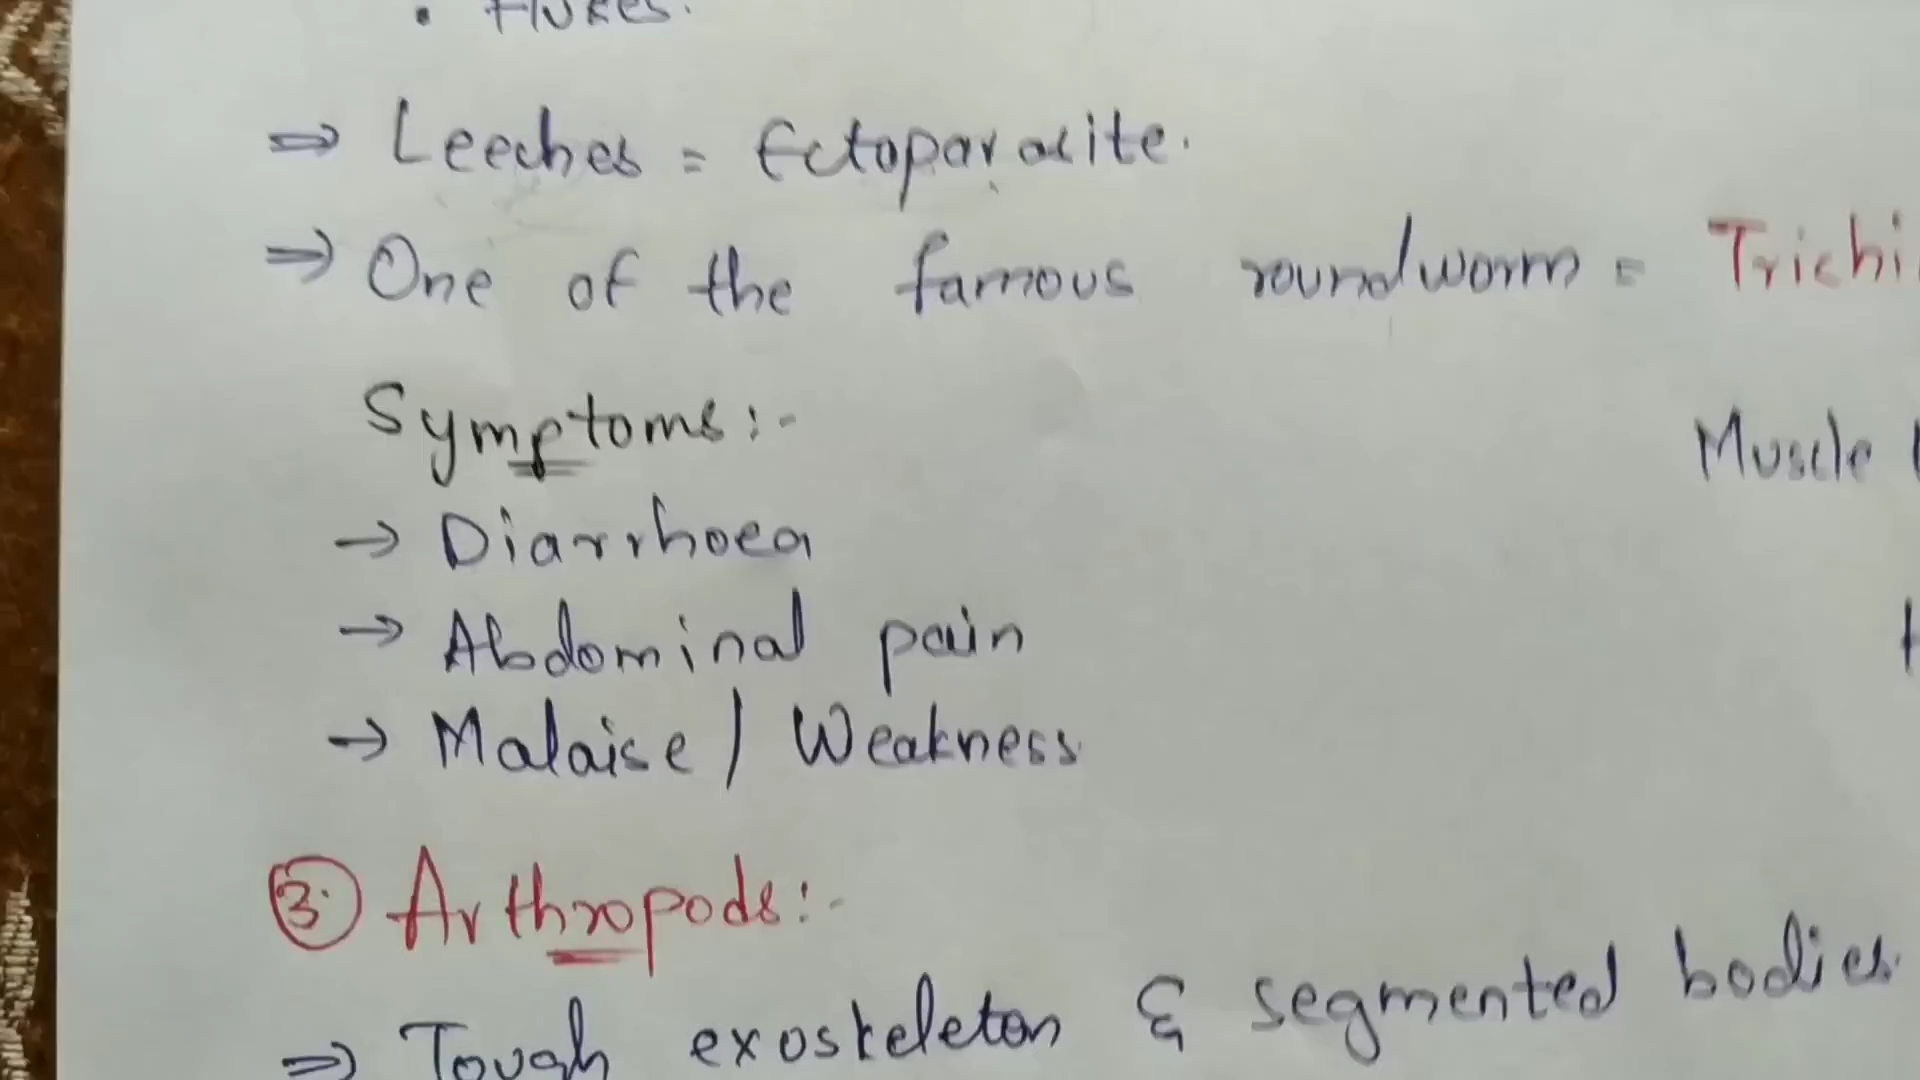 • Flukes.
⇒ Leeches = Ectoparasite.
⇒ One of the famous roundworm = Trichi
Symptoms:-
Muscle
→ Diarrhoea
→ Abdominal pain
→ Malaise / Weakness
③ Arthropods:-
⇒ Tough exoskeleton & segmented bodies.